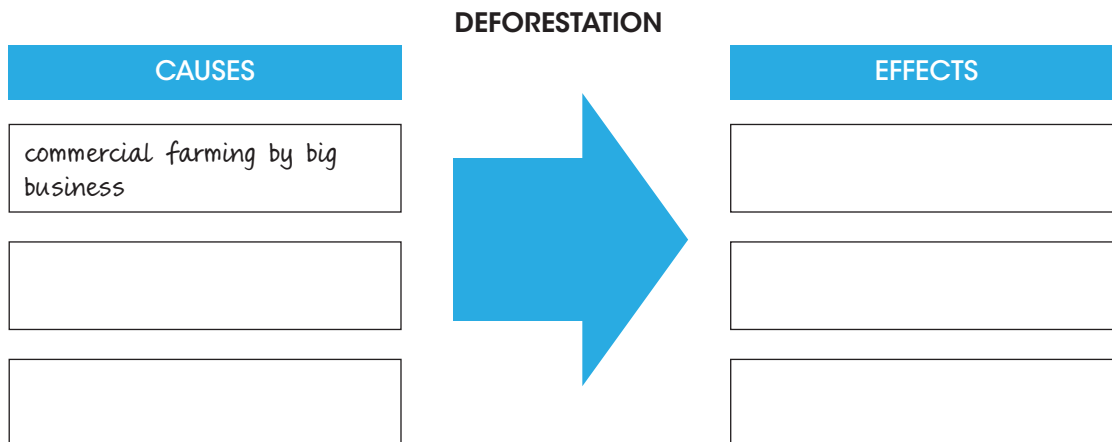 DEFORESTATION
CAUSES
EFFECTS
commercial farming by big
business